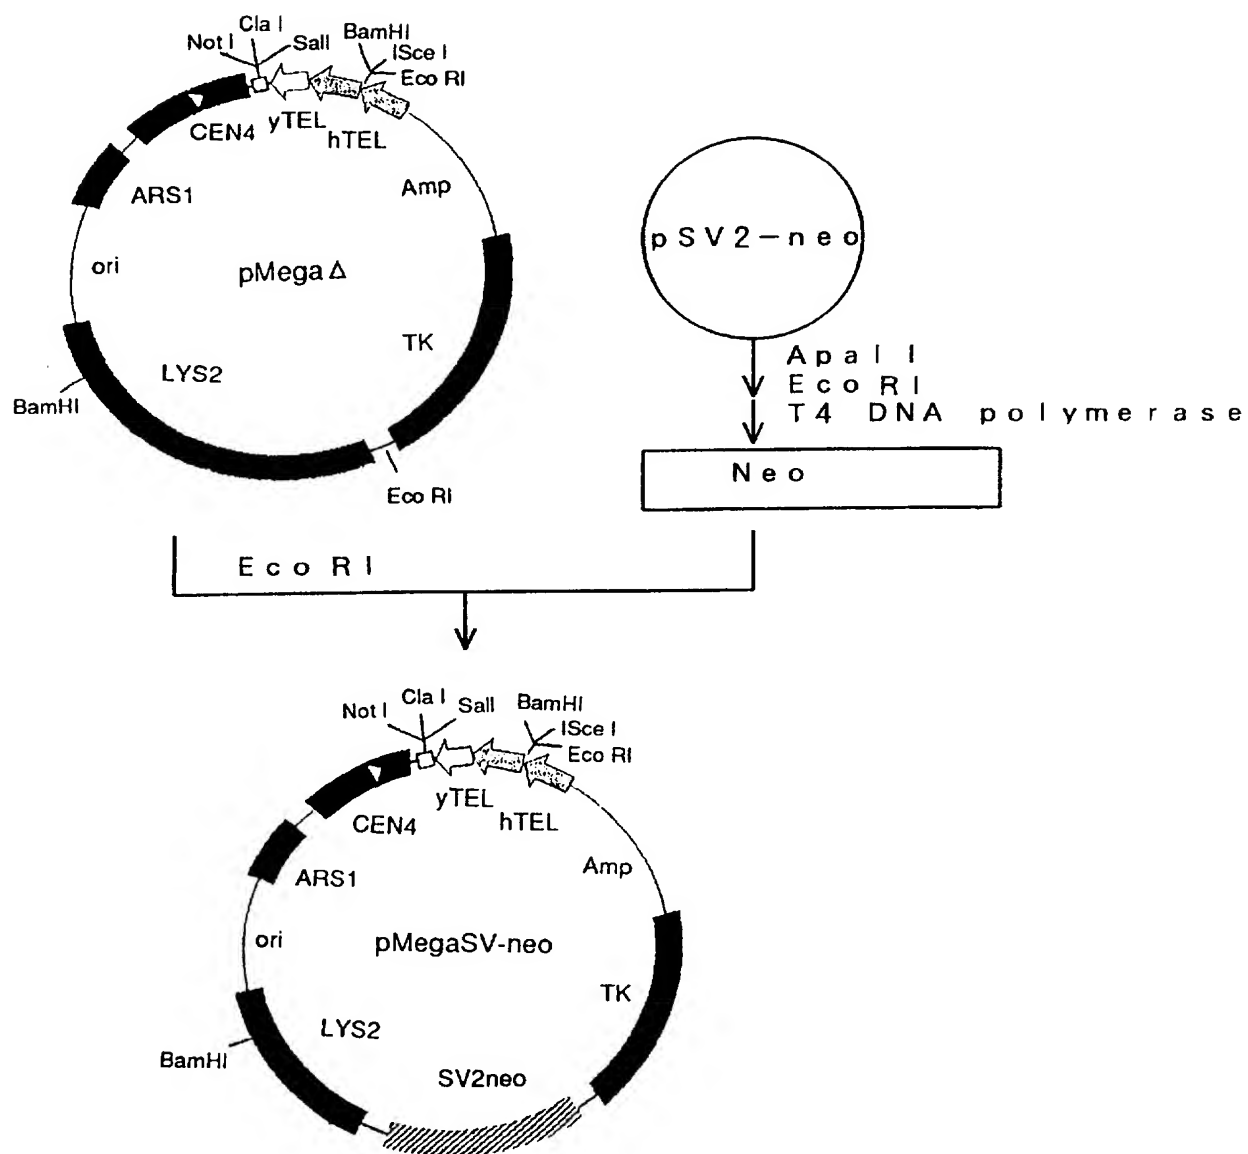 Cla I
BamHI
Not I
Sall
ISce I
Eco RI
CEN4
yTEL
hTEL
ARS1
Amp
ori
pMega Δ
TK
LYS2
BamHI
Eco RI
pSV2-neo
ApaI I
Eco RI
T4 DNA polymerase
Neo
Eco RI
Cla I
BamHI
Not I
Sall
ISce I
Eco RI
yTEL
CEN4
hTEL
ARS1
Amp
ori
pMegaSV-neo
TK
LYS2
BamHI
SV2neo